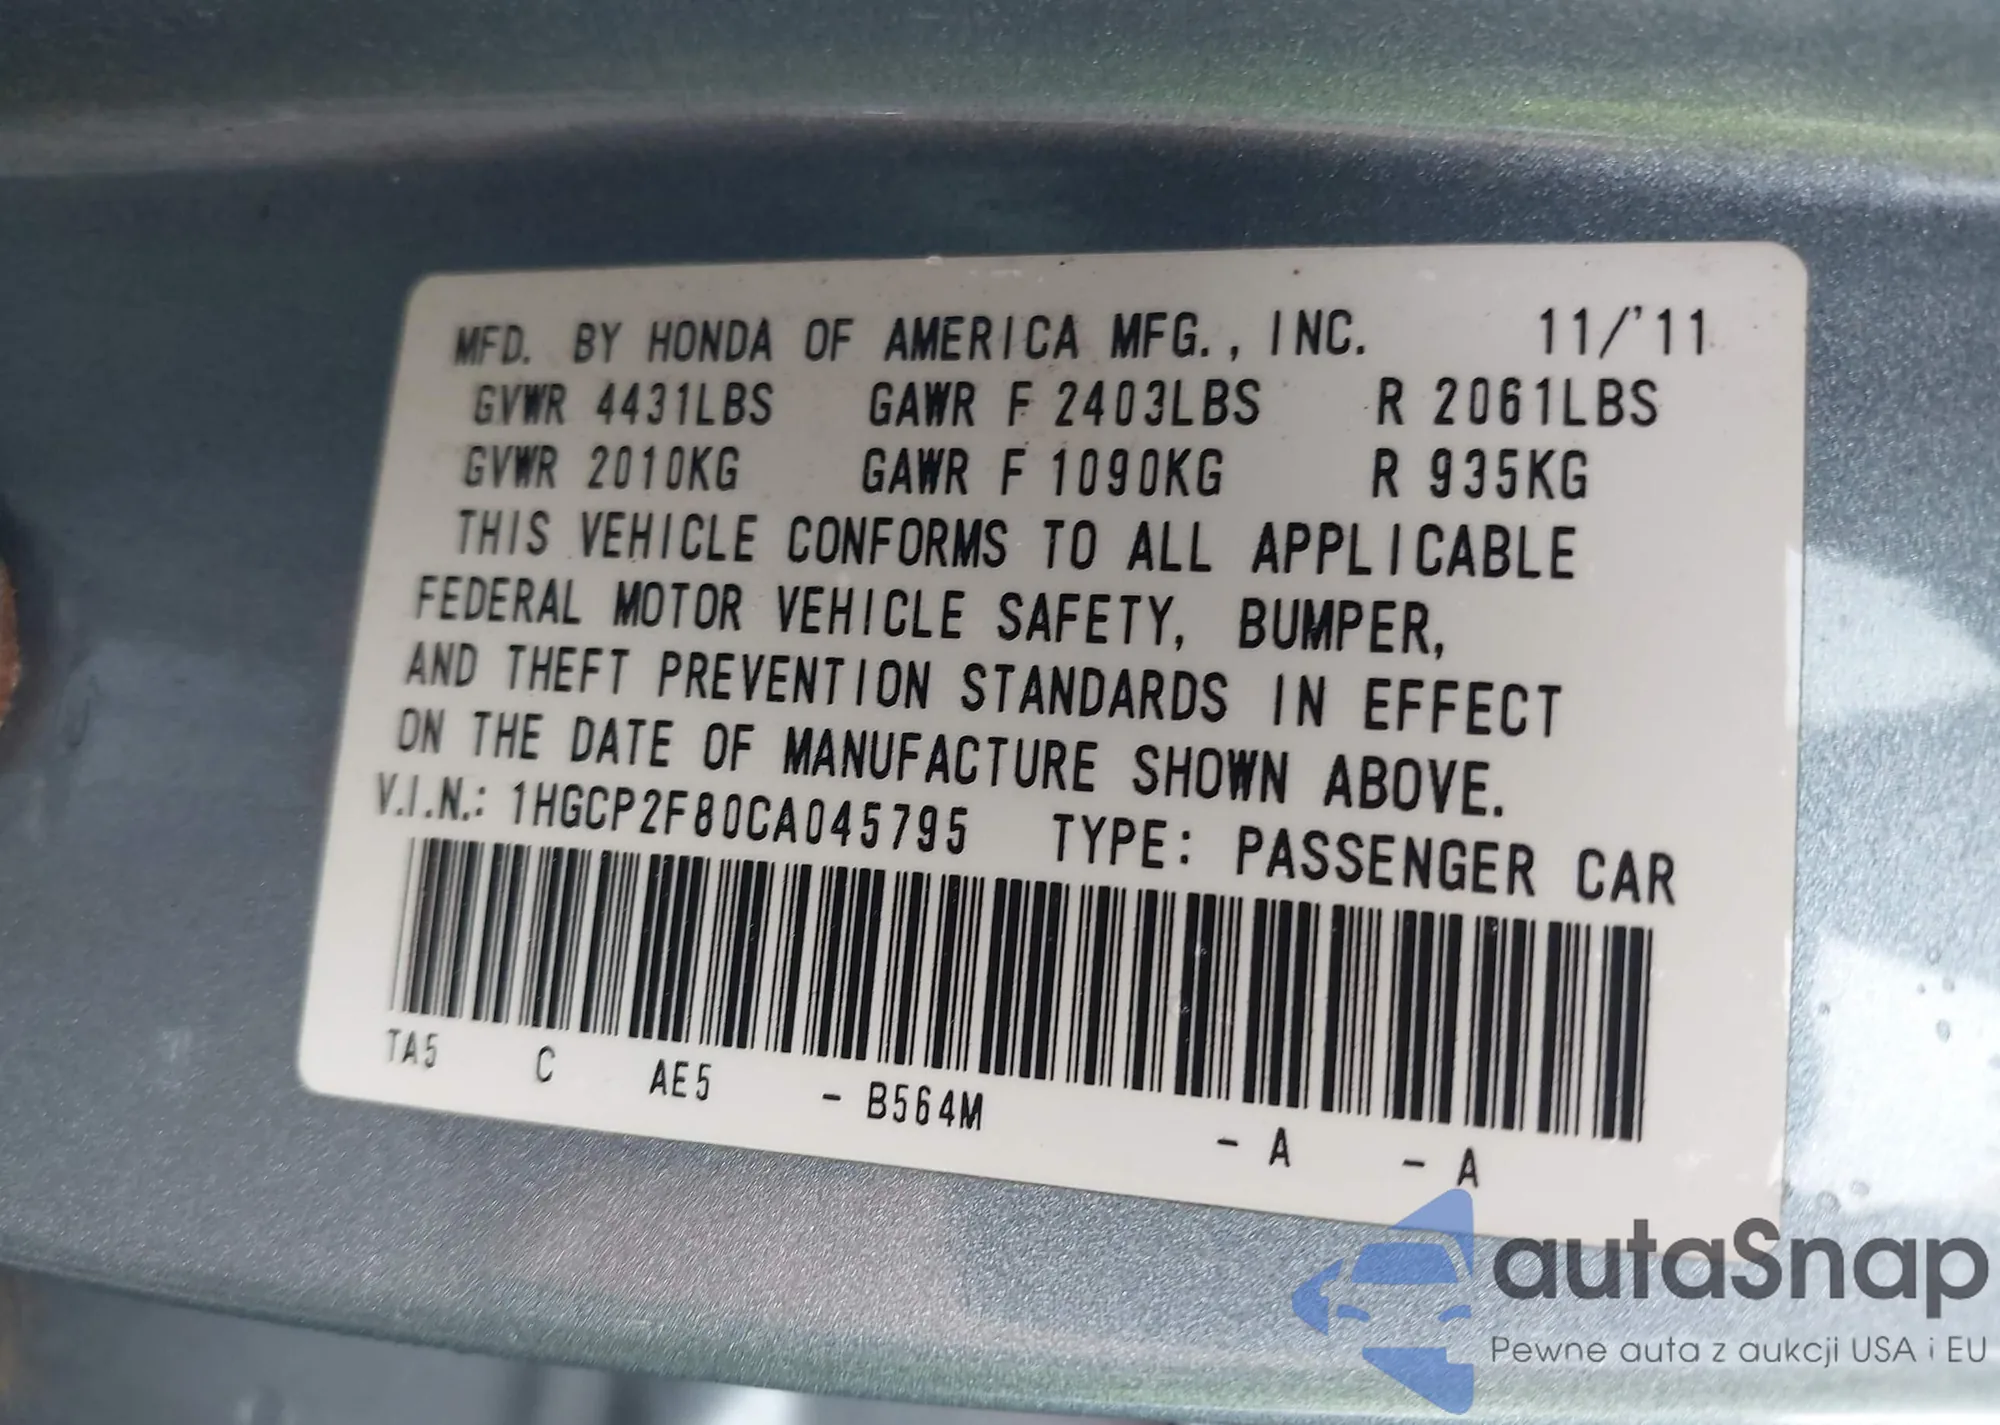 MFD. BY HONDA OF AMERICA MFG., INC. 11/'11
GVWR 4431LBS GAWR F 2403LBS R 2061LBS
GVWR 2010KG GAWR F 1090KG R 935KG
THIS VEHICLE CONFORMS TO ALL APPLICABLE
FEDERAL MOTOR VEHICLE SAFETY, BUMPER,
AND THEFT PREVENTION STANDARDS IN EFFECT
ON THE DATE OF MANUFACTURE SHOWN ABOVE.
V.I.N.: 1HGCP2F80CA045795 TYPE: PASSENGER CAR
TA5 C AE5 - B564M - A - A
autaSnap
Pewne auta z aukcji USA i EU